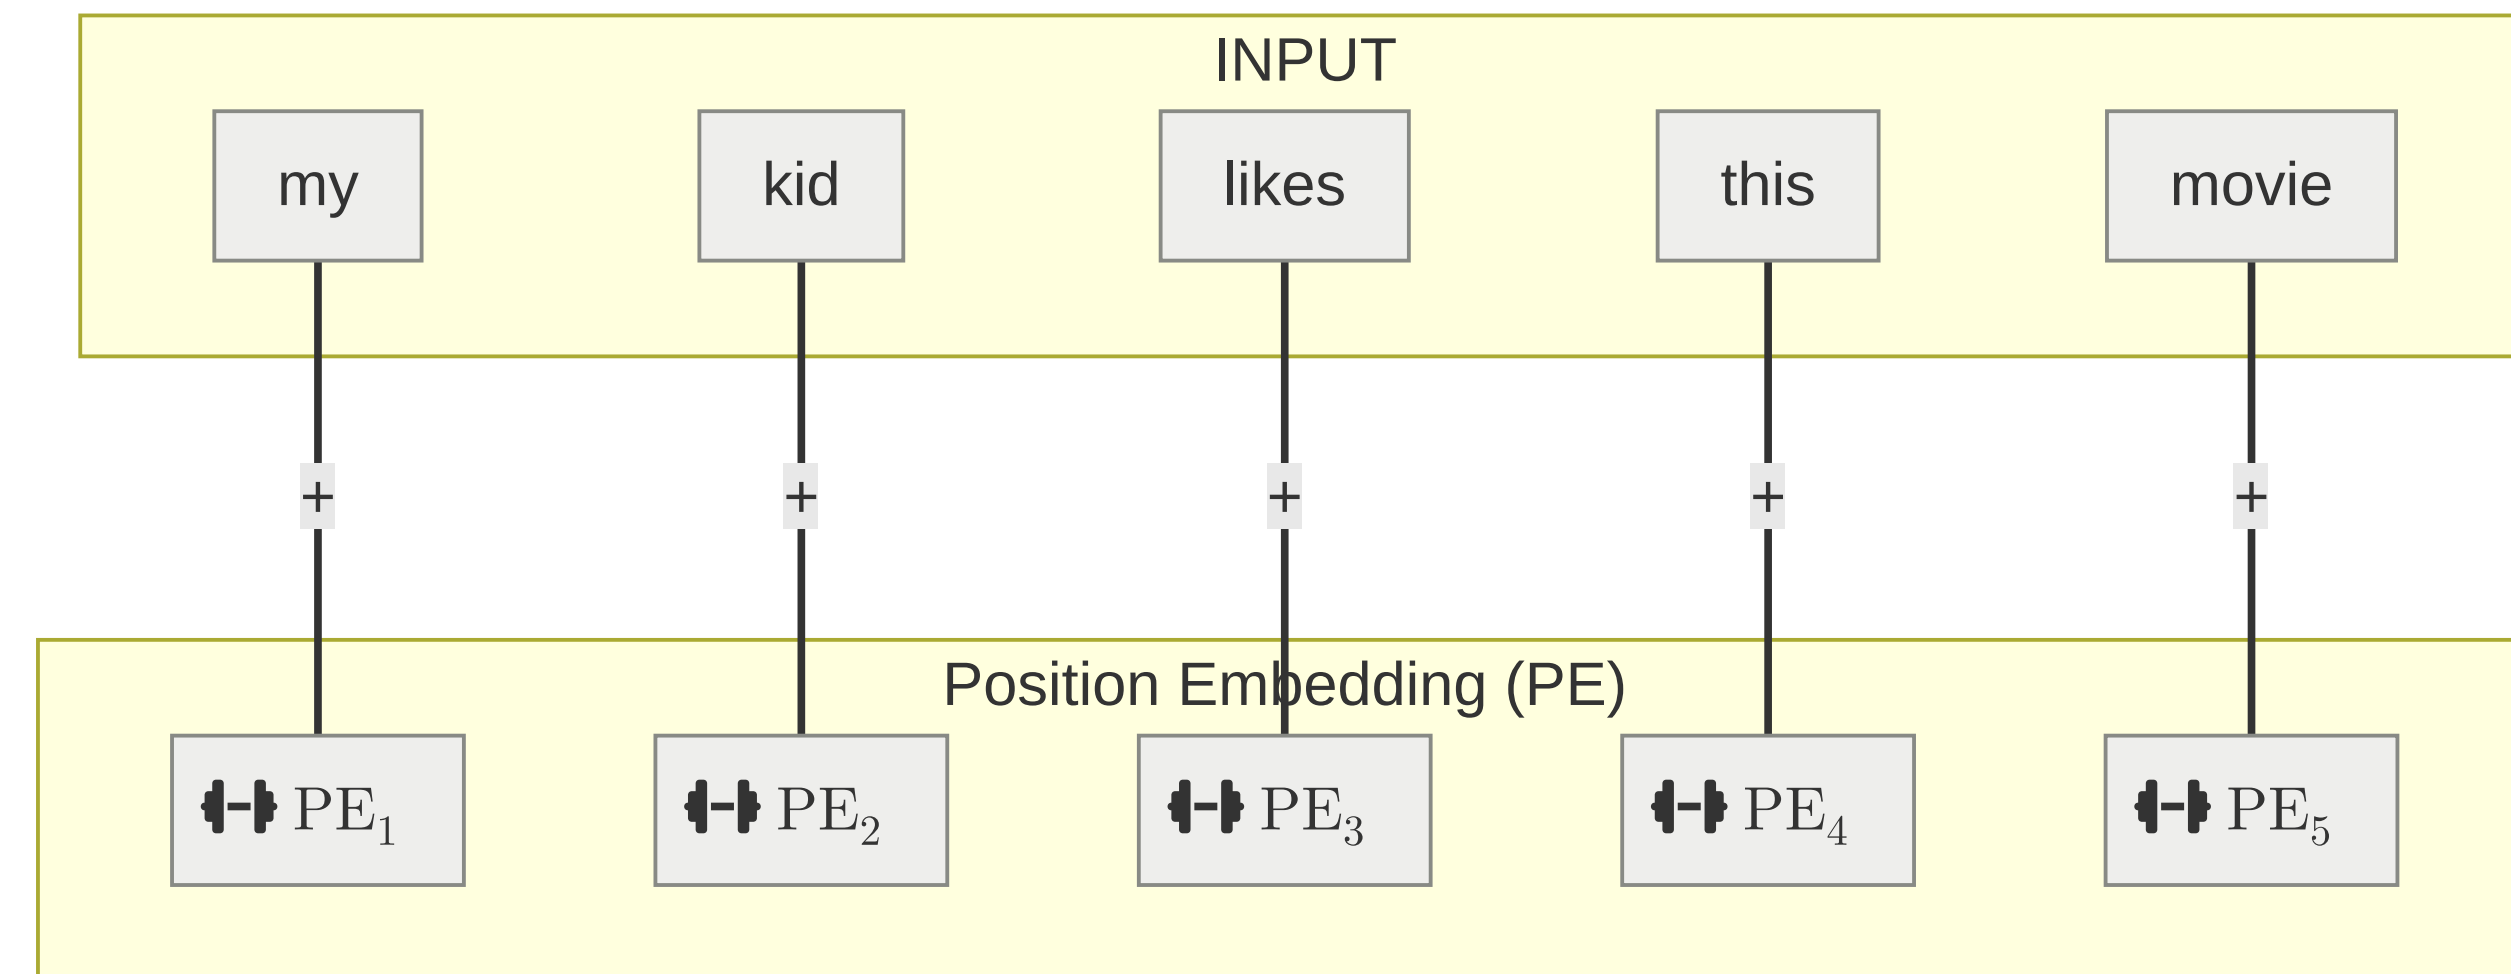 INPUT
my kid likes this movie
+ + + + +
Position Embedding (PE)
PE₁ PE₂ PE₃ PE₄ PE₅